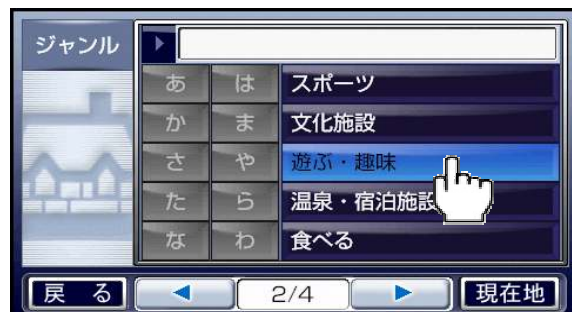 ジャンル
あ は スポーツ
か ま 文化施設
さ や 遊ぶ・趣味
た ら 温泉・宿泊施設
な わ 食べる
戻 る 2/4 現在地